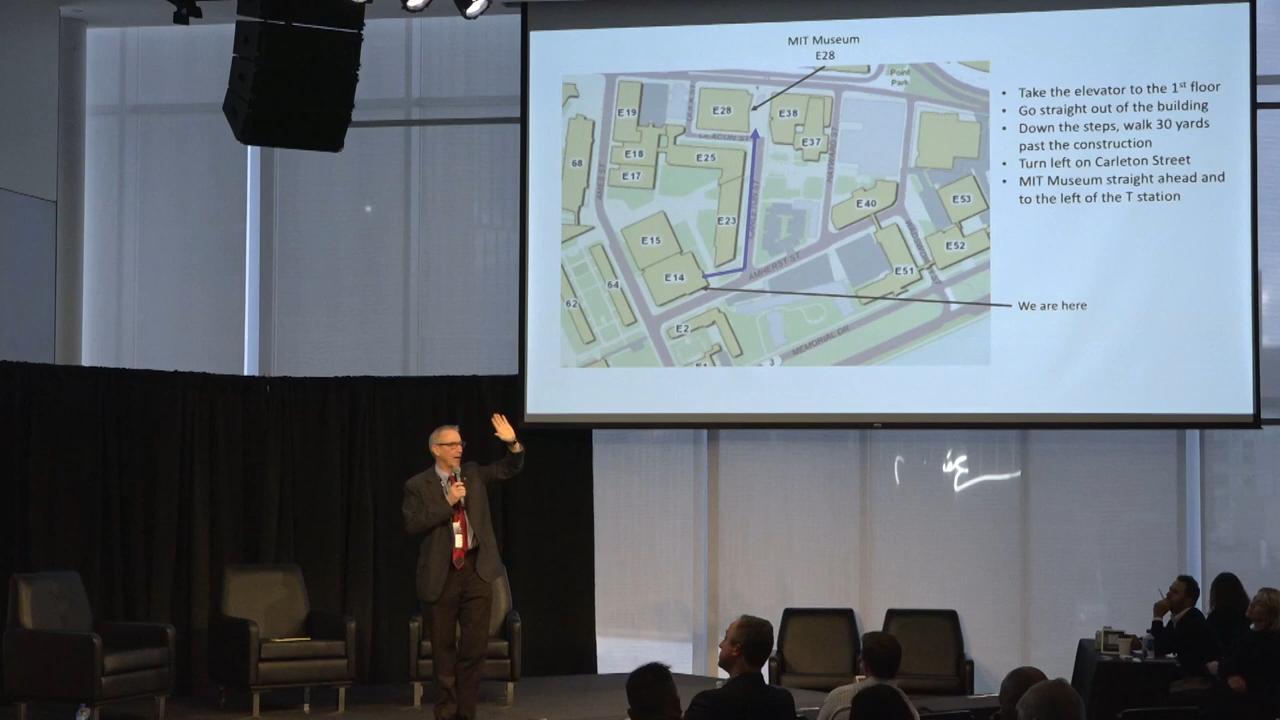 MIT Museum
E28
Point
Park
E19
E28
E38
E37
68
E18
E25
E17
E40
E53
E23
E15
E52
E14
E51
64
62
E2
AMHERST ST
MEMORIAL DR
3
• Take the elevator to the 1st floor
• Go straight out of the building
• Down the steps, walk 30 yards
past the construction
• Turn left on Carleton Street
• MIT Museum straight ahead and
to the left of the T station
We are here